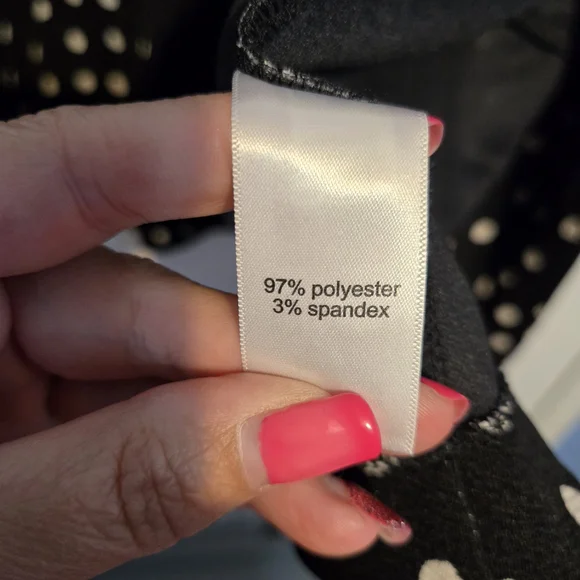 97% polyester
3% spandex